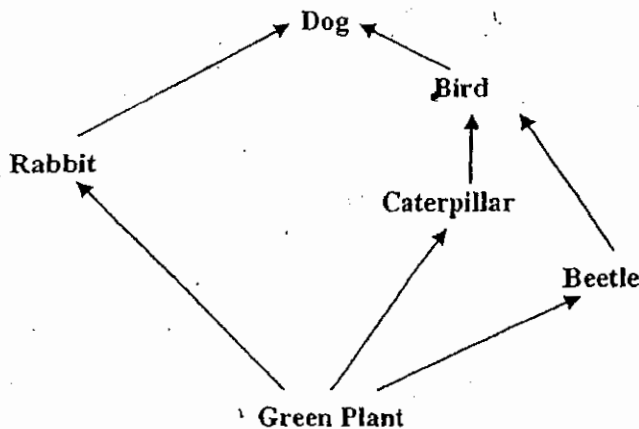 Dog
Bird
Rabbit
Caterpillar
Beetle
Green Plant